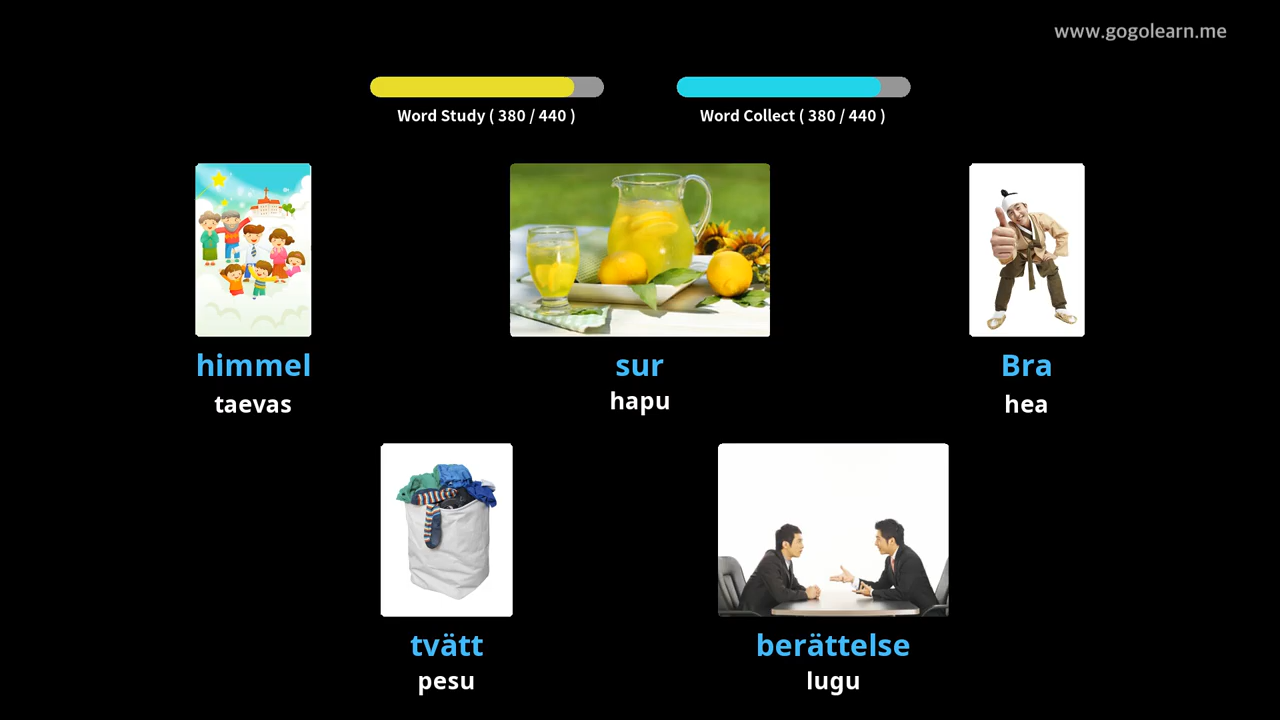 www.gogolearn.me
Word Study ( 380 / 440 )
Word Collect ( 380 / 440 )
himmel
taevas
sur
hapu
Bra
hea
tvätt
pesu
berättelse
lugu